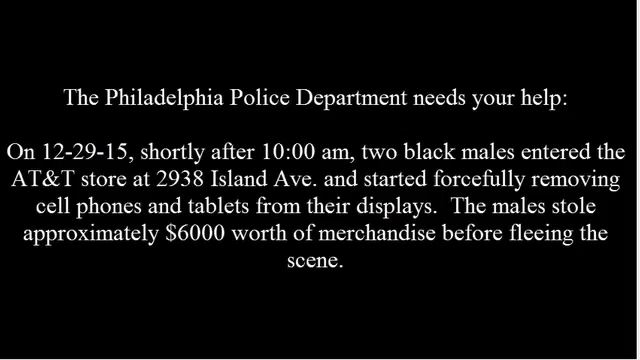 The Philadelphia Police Department needs your help:
On 12-29-15, shortly after 10:00 am, two black males entered the
AT&T store at 2938 Island Ave. and started forcefully removing
cell phones and tablets from their displays.  The males stole
approximately $6000 worth of merchandise before fleeing the
scene.